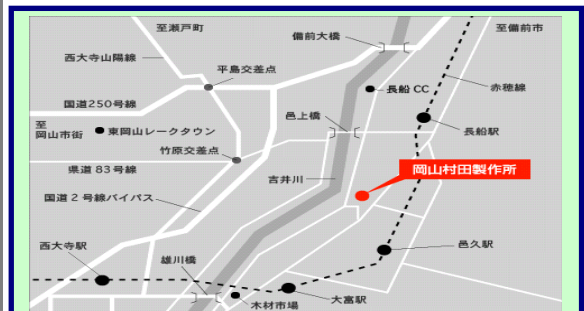 至瀬戸町
備前大橋
至備前市
西大寺山陽線
平島交差点
長船 CC
赤穂線
国道250号線
邑上橋
至
岡山市街
東岡山レークタウン
長船駅
竹原交差点
県道 83号線
吉井川
岡山村田製作所
国道 2 号線バイパス
西大寺駅
雄川橋
邑久駅
大富駅
木材市場